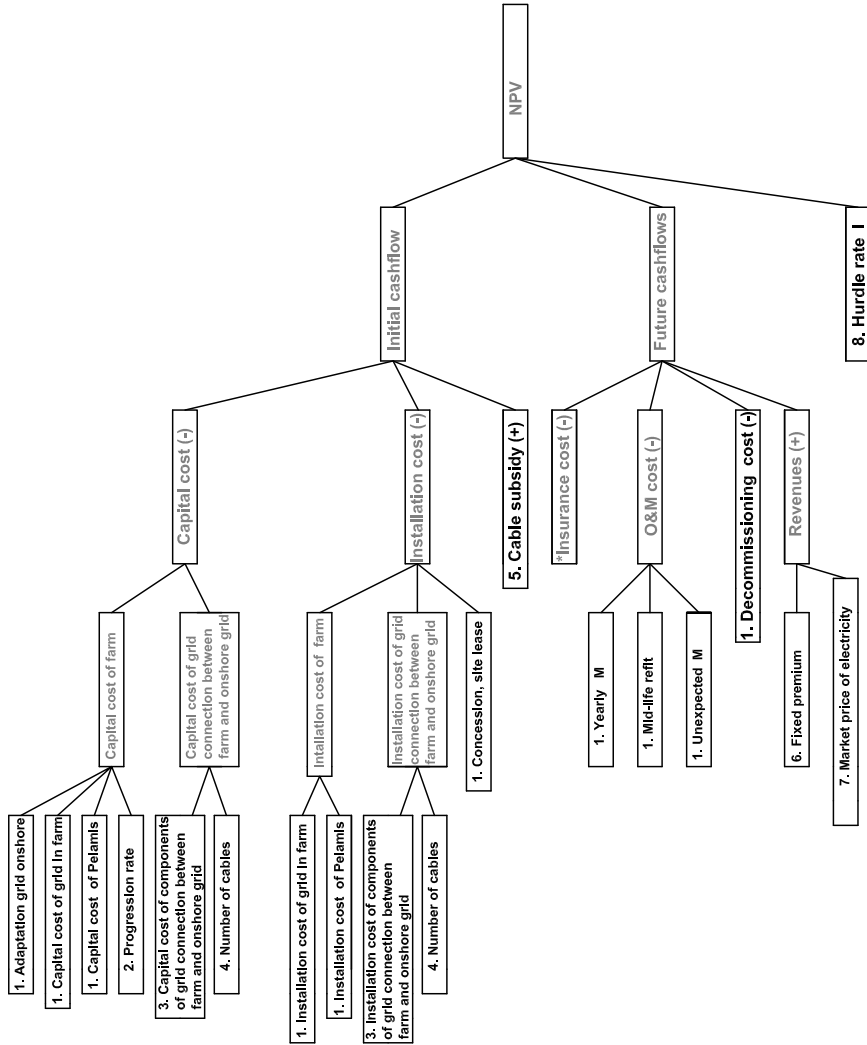 1. Adaptation grid onshore
1. Capital cost of grid in farm
1. Capital cost of Pelamis
2. Progression rate
3. Capital cost of components
of grid connection between
farm and onshore grid
4. Number of cables
1. Installation cost of grid in farm
1. Installation cost of Pelamis
3. Installation cost of components
of grid connection between
farm and onshore grid
4. Number of cables
Capital cost of farm
Capital cost of grid
connection between
farm and onshore grid
Intallation cost of farm
Installation cost of grid
connection between
farm and onshore grid
1. Concession, site lease
1. Yearly M
1. Mid-life refit
1. Unexpected M
6. Fixed premium
7. Market price of electricity
Capital cost (-)
Installation cost (-)
5. Cable subsidy (+)
*Insurance cost (-)
O&M cost (-)
1. Decommissioning cost (-)
Revenues (+)
Initial cashflow
Future cashflows
8. Hurdle rate I
NPV